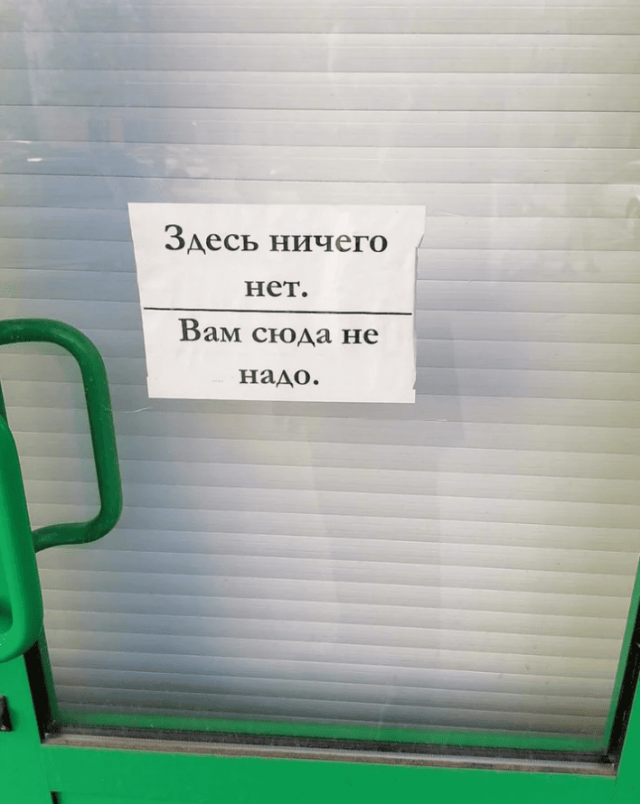 Здесь ничего
нет.
Вам сюда не
надо.